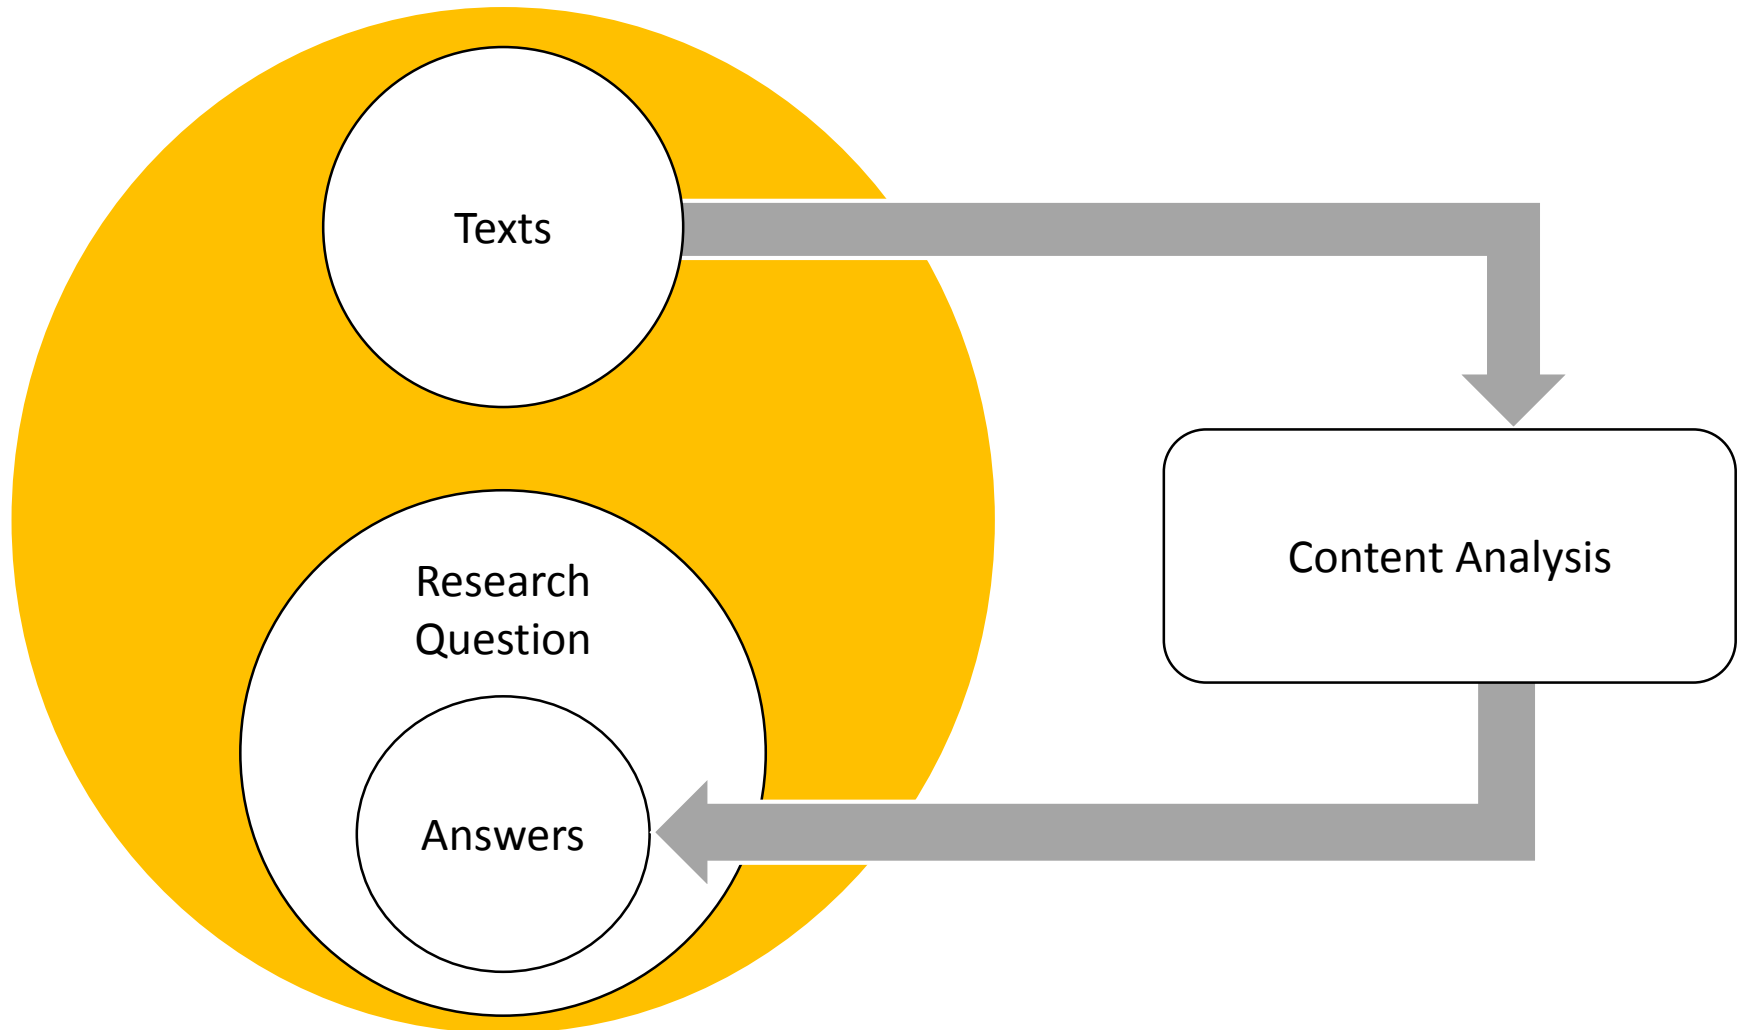 Texts
Content Analysis
Research
Question
Answers